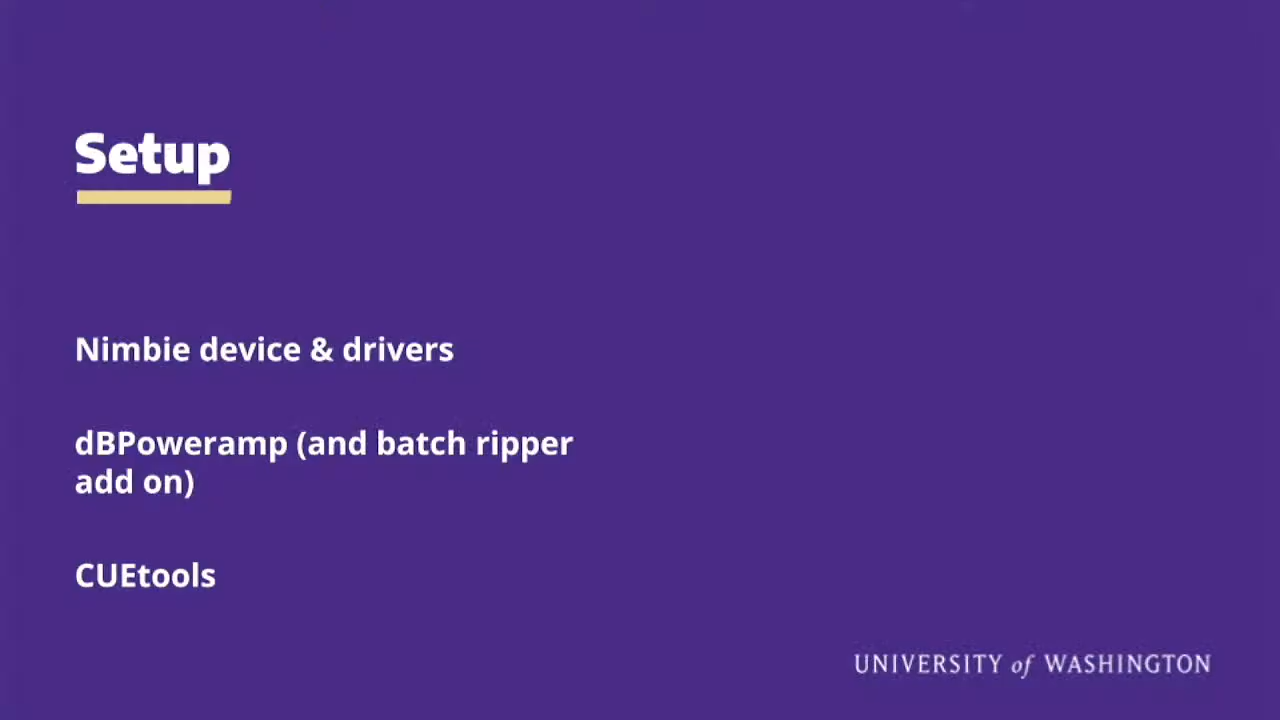 Setup
Nimbie device & drivers
dBPoweramp (and batch ripper
add on)
CUEtools
UNIVERSITY of WASHINGTON